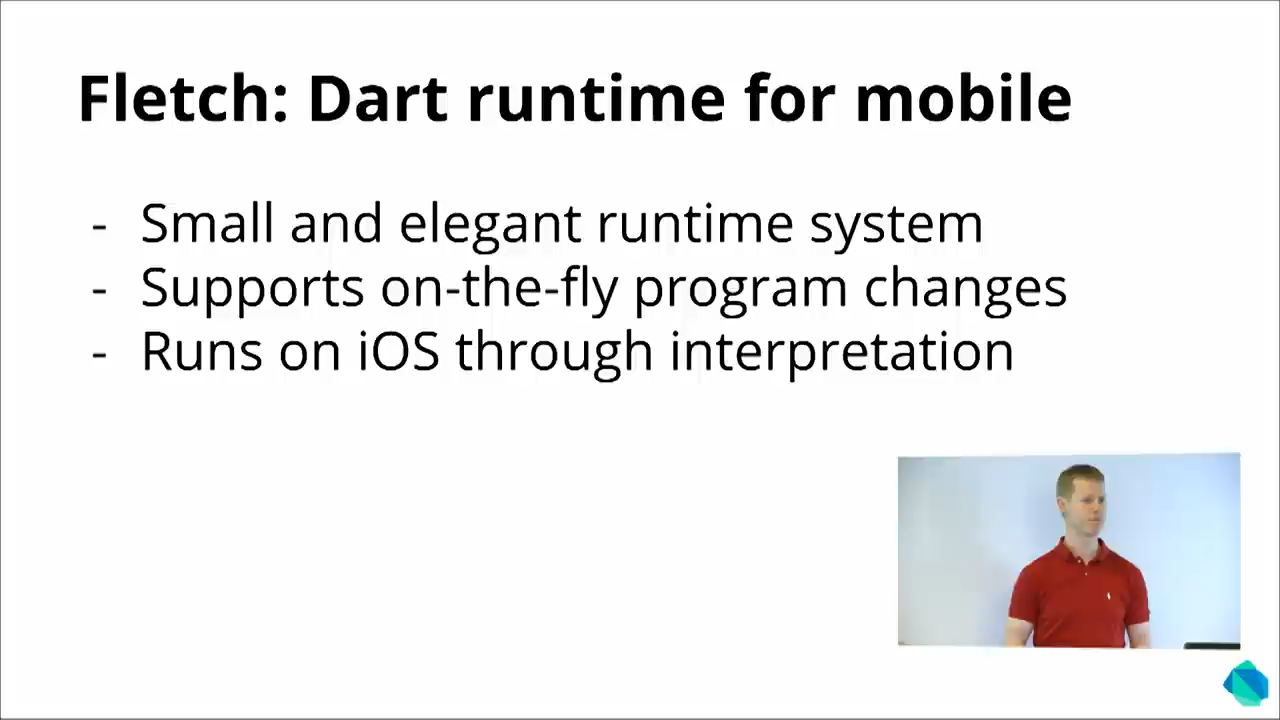 Fletch: Dart runtime for mobile
- Small and elegant runtime system
- Supports on-the-fly program changes
- Runs on iOS through interpretation